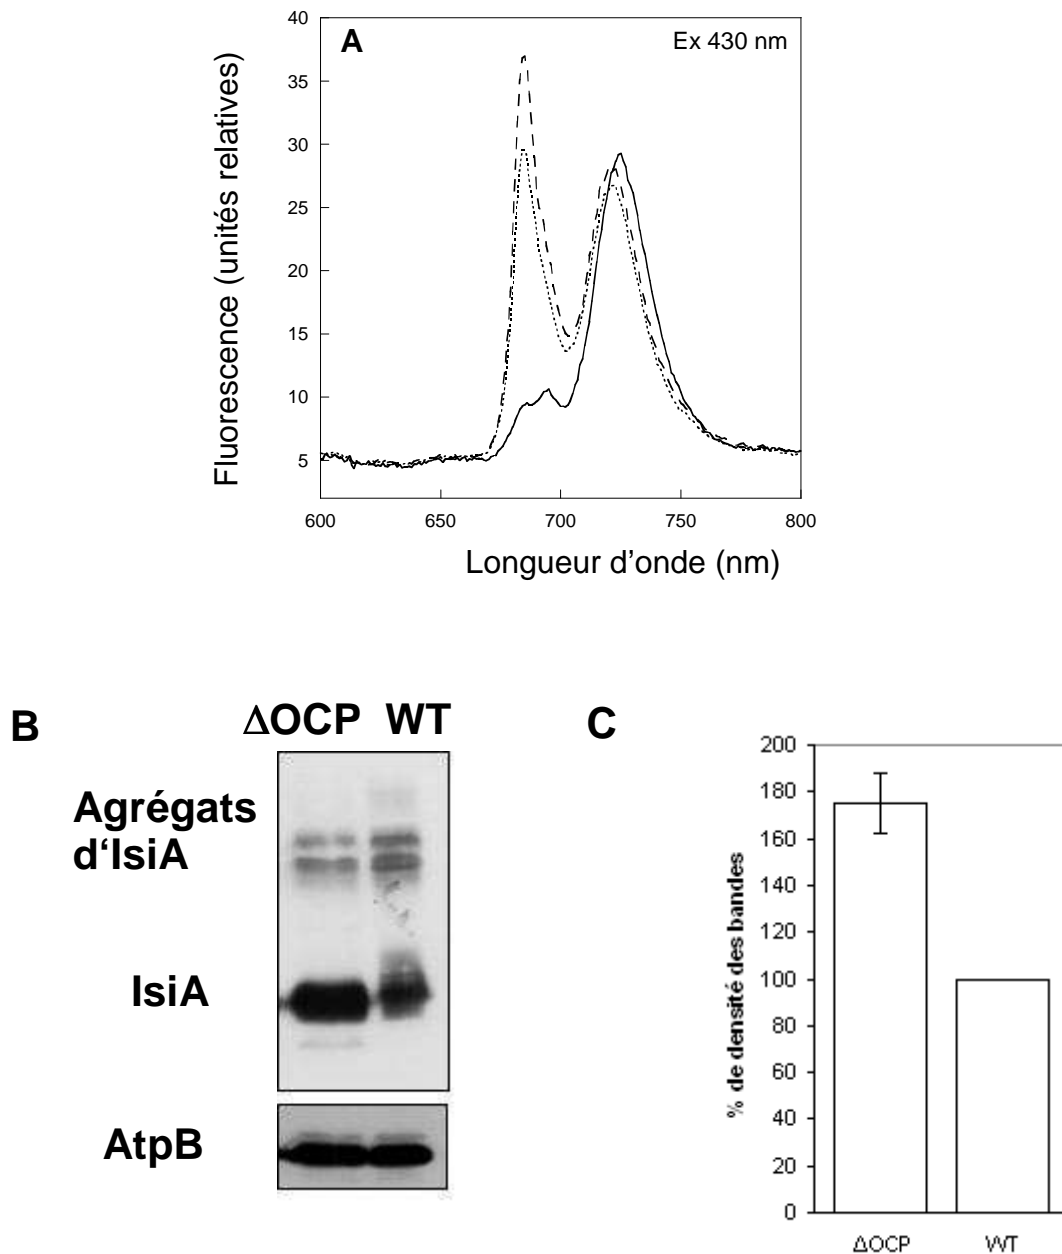 A
Ex 430 nm
Fluorescence (unités relatives)
40
35
30
25
20
15
10
5
600
650
700
750
800
Longueur d’onde (nm)
B
ΔOCP WT
Agrégats
d‘IsiA
IsiA
AtpB
C
% de densité des bandes
200
180
160
140
120
100
80
60
40
20
0
ΔOCP
WT